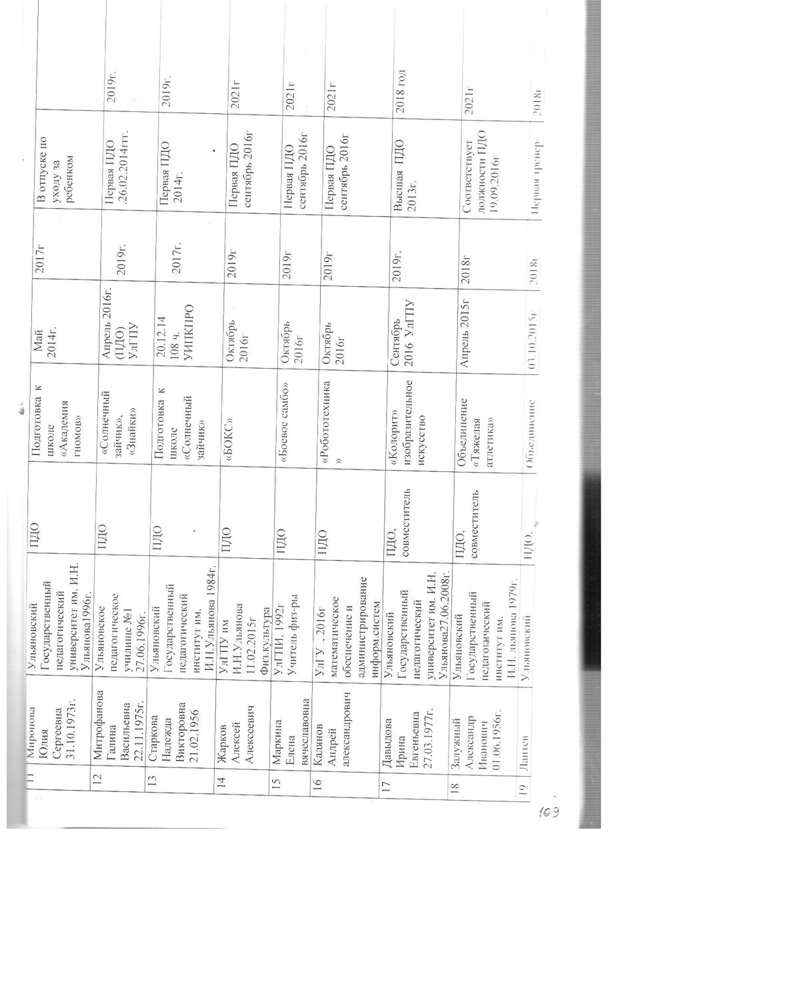 11
Миронова
Юлия
Сергеевна
31.10.1973г.
Ульяновский
Государственный
педагогический
университет им. И.Н.
Ульянова1996г.
ПДО
Подготовка к
школе
«Академия
гномов»
Май
2014г.
2017г
В отпуске по
уходу за
ребенком
12
Митрофанова
Галина
Васильевна
22.11.1975г.
Ульяновское
педагогическое
училище №1
27.06.1996г.
ПДО
«Солнечный
зайчик»,
«Знайки»
Апрель 2016г.
(ПДО)
УлГПУ
2019г.
Первая ПДО
.26.02.2014ггг.
2019г.
13
Старкова
Надежда
Викторовна
21.02.1956
Ульяновский
Государственный
педагогический
институт им.
И.Н.Ульянова 1984г.
ПДО
Подготовка к
школе
«Солнечный
зайчик»
20.12.14
108 ч.
УИПКПРО
2017г.
Первая ПДО
2014г.
2019г.
14
Жарков
Алексей
Алексеевич
УлГПУ им
И.Н.Ульянова
11.02.2015г
Физ.культура
ПДО
«БОКС»
Октябрь
2016г
2019г
Первая ПДО
сентябрь 2016г
2021г
15
Маркина
Елена
вячеславовна
УлГПИ, 1992г
учитель физ-ры
ПДО
«Боевое самбо»
Октябрь
2016г
2019г
Первая ПДО
сентябрь 2016г
2021г
16
Калянов
Андрей
александрович
УлГУ , 2016г
математическое
обеспечение и
администрирование
информ.систем
ПДО
«Робототехника
»
Октябрь
2016г
2019г
Первая ПДО
сентябрь 2016г
2021г
17
Давыдова
Ирина
Евгеньевна
27.03.1977г.
Ульяновский
Государственный
педагогический
университет им. И.Н.
Ульянова27.06.2008г.
ПДО,
совместитель
«Колорит»
изобразительное
искусство
Сентябрь
2016 УлГПУ
2019г.
Высшая ПДО
2013г.
2018 год
18
Залужный
Александр
Иванович
01.06.1956г.
Ульяновский
Государственный
педагогический
институт им.
И.Н. льянова 1979г.
ПДО,
совместитель
Объединение
«Тяжелая
атлетика»
Апрель 2015г
2018г
Соответствует
должности ПДО
19.09.2016г
2021г
19
Лаптев
Ульяновский
ПДО,
Объединение
03.10.2015г
2018г
Первая тренер-
2018г
109